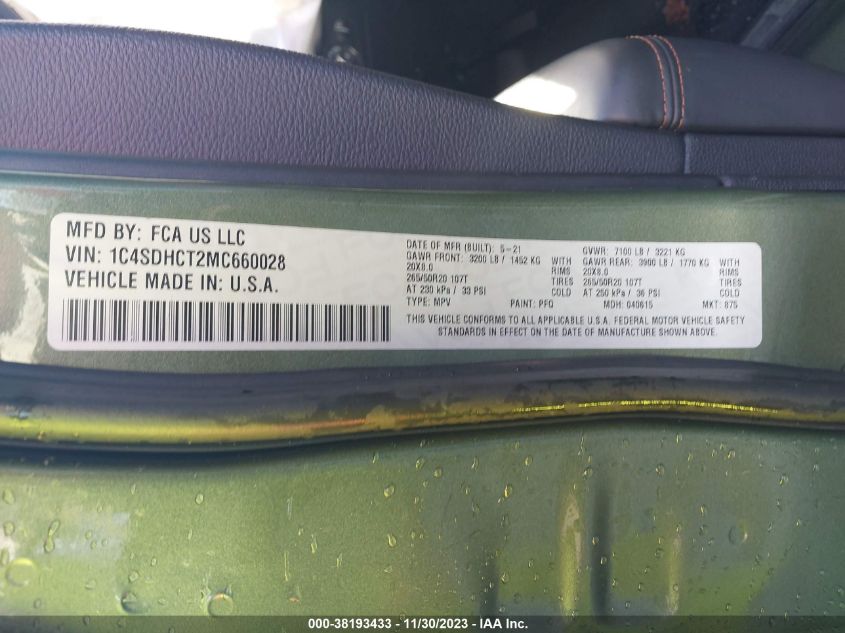 MFD BY: FCA US LLC
VIN: 1C4SDHCT2MC660028
VEHICLE MADE IN: U.S.A.
DATE OF MFR (BUILT): 5-21
GAWR FRONT: 3200 LB / 1452 KG WITH
20X8.0 RIMS
265/50R20 107T TIRES
AT 230 kPa / 33 PSI COLD
TYPE: MPV PAINT: PFQ
GVWR: 7100 LB / 3221 KG
GAWR REAR: 3900 LB / 1770 KG WITH
20X8.0 RIMS
265/50R20 107T TIRES
AT 250 kPa / 36 PSI COLD
MDH: 040615 MKT: 875
THIS VEHICLE CONFORMS TO ALL APPLICABLE U.S.A. FEDERAL MOTOR VEHICLE SAFETY
STANDARDS IN EFFECT ON THE DATE OF MANUFACTURE SHOWN ABOVE.
000-38193433 - 11/30/2023 - IAA Inc.